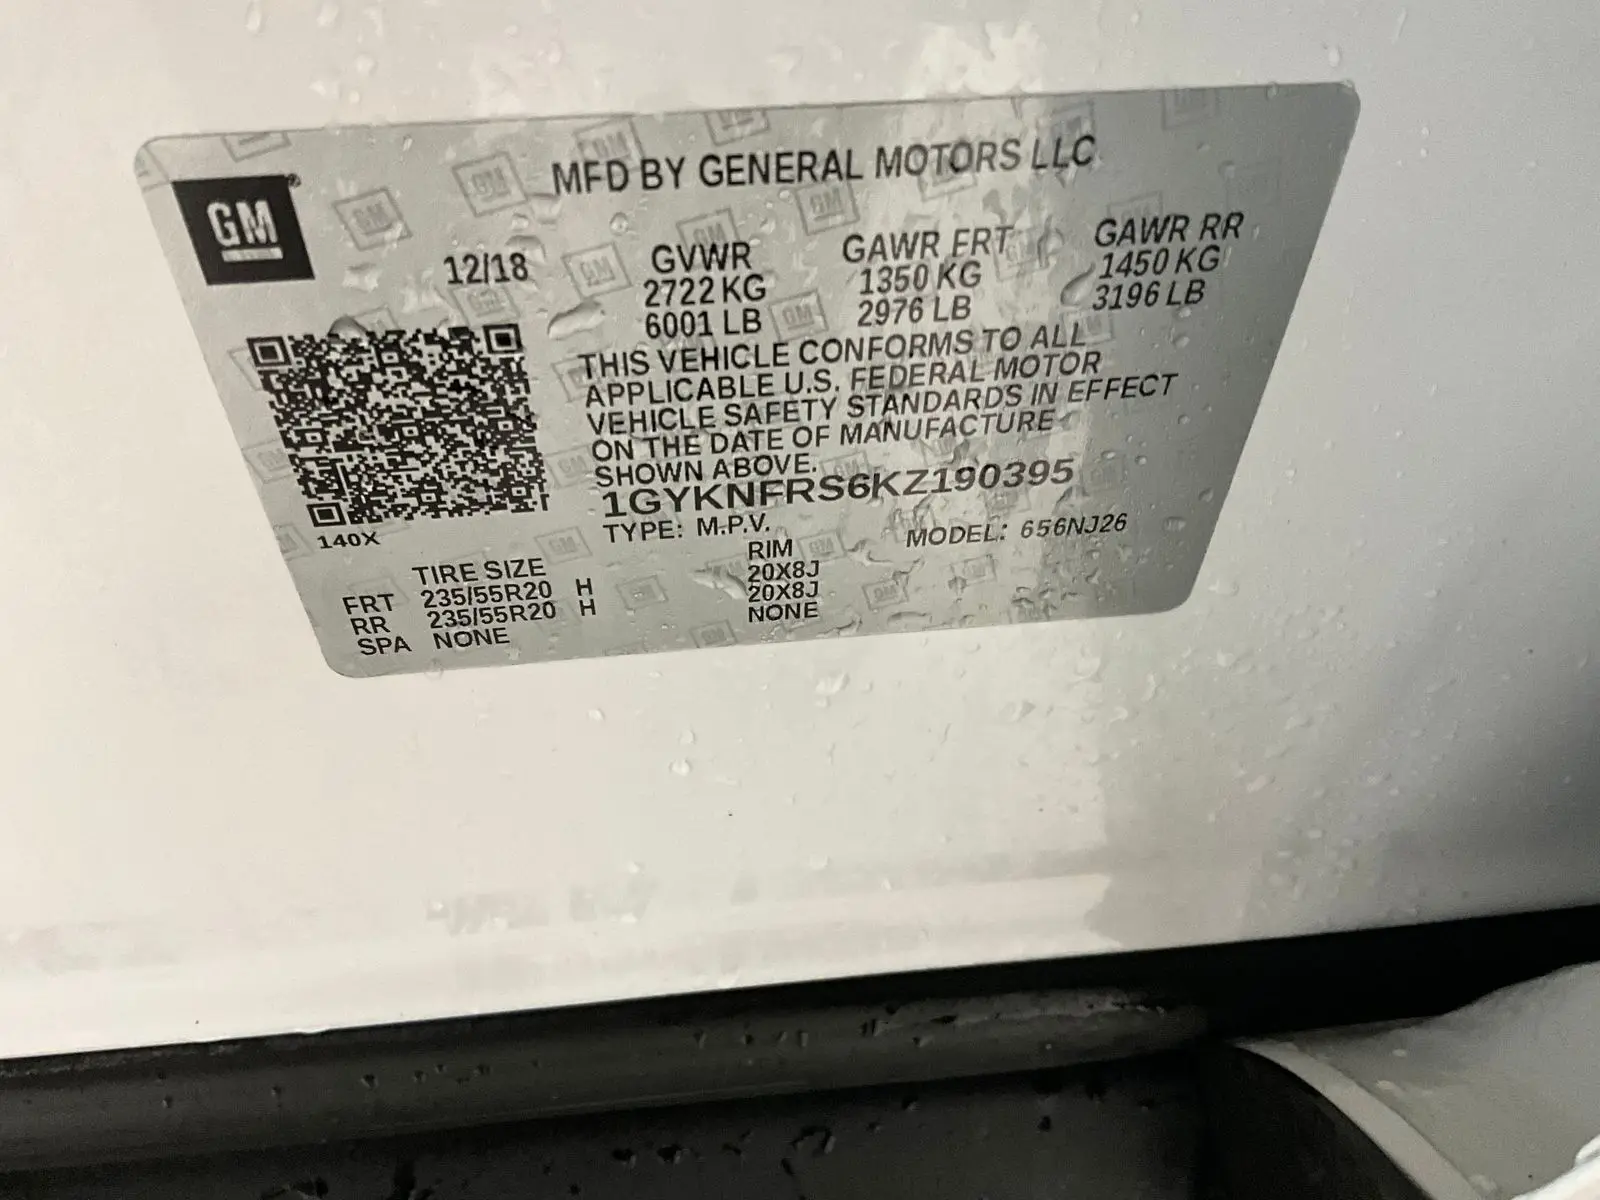 MFD BY GENERAL MOTORS LLC
GM
12/18
GVWR
2722 KG
6001 LB
GAWR FRT
1350 KG
2976 LB
GAWR RR
1450 KG
3196 LB
THIS VEHICLE CONFORMS TO ALL
APPLICABLE U.S. FEDERAL MOTOR
VEHICLE SAFETY STANDARDS IN EFFECT
ON THE DATE OF MANUFACTURE
SHOWN ABOVE.
1GYKNFRS6KZ190395
140X
TYPE: M.P.V.
MODEL: 656NJ26
TIRE SIZE
RIM
FRT 235/55R20 H 20X8J
RR 235/55R20 H 20X8J
SPA NONE NONE